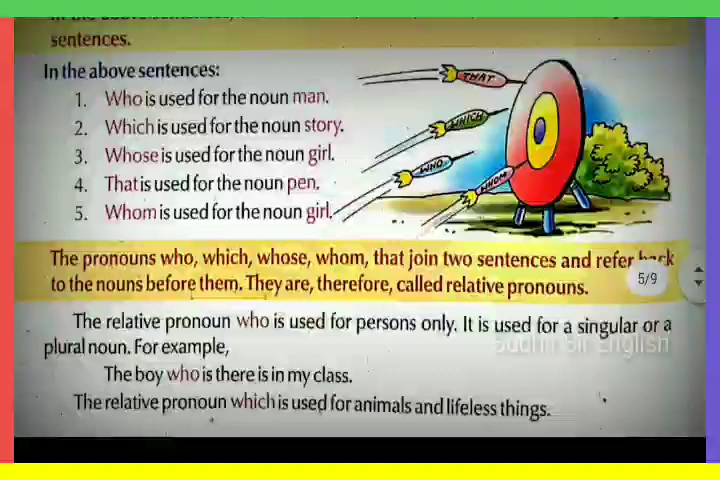 sentences.
In the above sentences:
1. Who is used for the noun man.
2. Which is used for the noun story.
3. Whose is used for the noun girl.
4. That is used for the noun pen.
5. Whom is used for the noun girl.
THAT
WHICH
WHO
WHOM
The pronouns who, which, whose, whom, that join two sentences and refer back
to the nouns before them. They are, therefore, called relative pronouns.
5/9
The relative pronoun who is used for persons only. It is used for a singular or a
plural noun. For example,
Sir English
The boy who is there is in my class.
The relative pronoun which is used for animals and lifeless things.